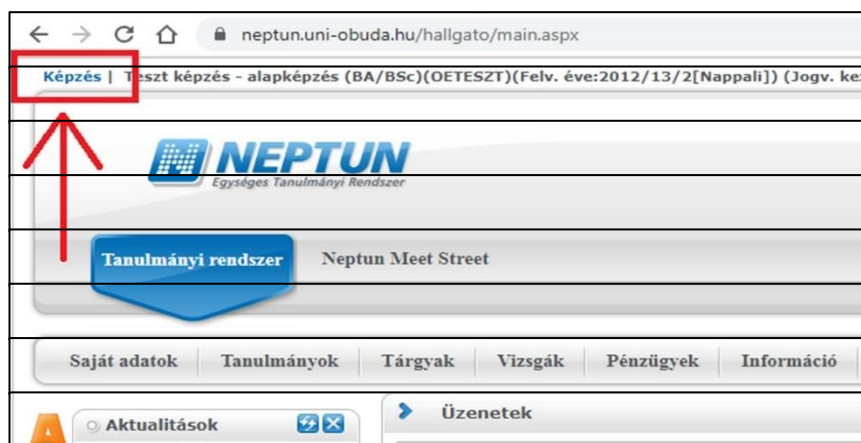 neptun.uni-obuda.hu/hallgato/main.aspx
Képzés | Teszt képzés - alapképzés (BA/BSc)(OETESZT)(Felv. éve:2012/13/2[Nappali]) (Jogv. ke
NEPTUN
Egységes Tanulmányi Rendszer
Tanulmányi rendszer Neptun Meet Street
Saját adatok Tanulmányok Tárgyak Vizsgák Pénzügyek Információ
Aktualitások Üzenetek